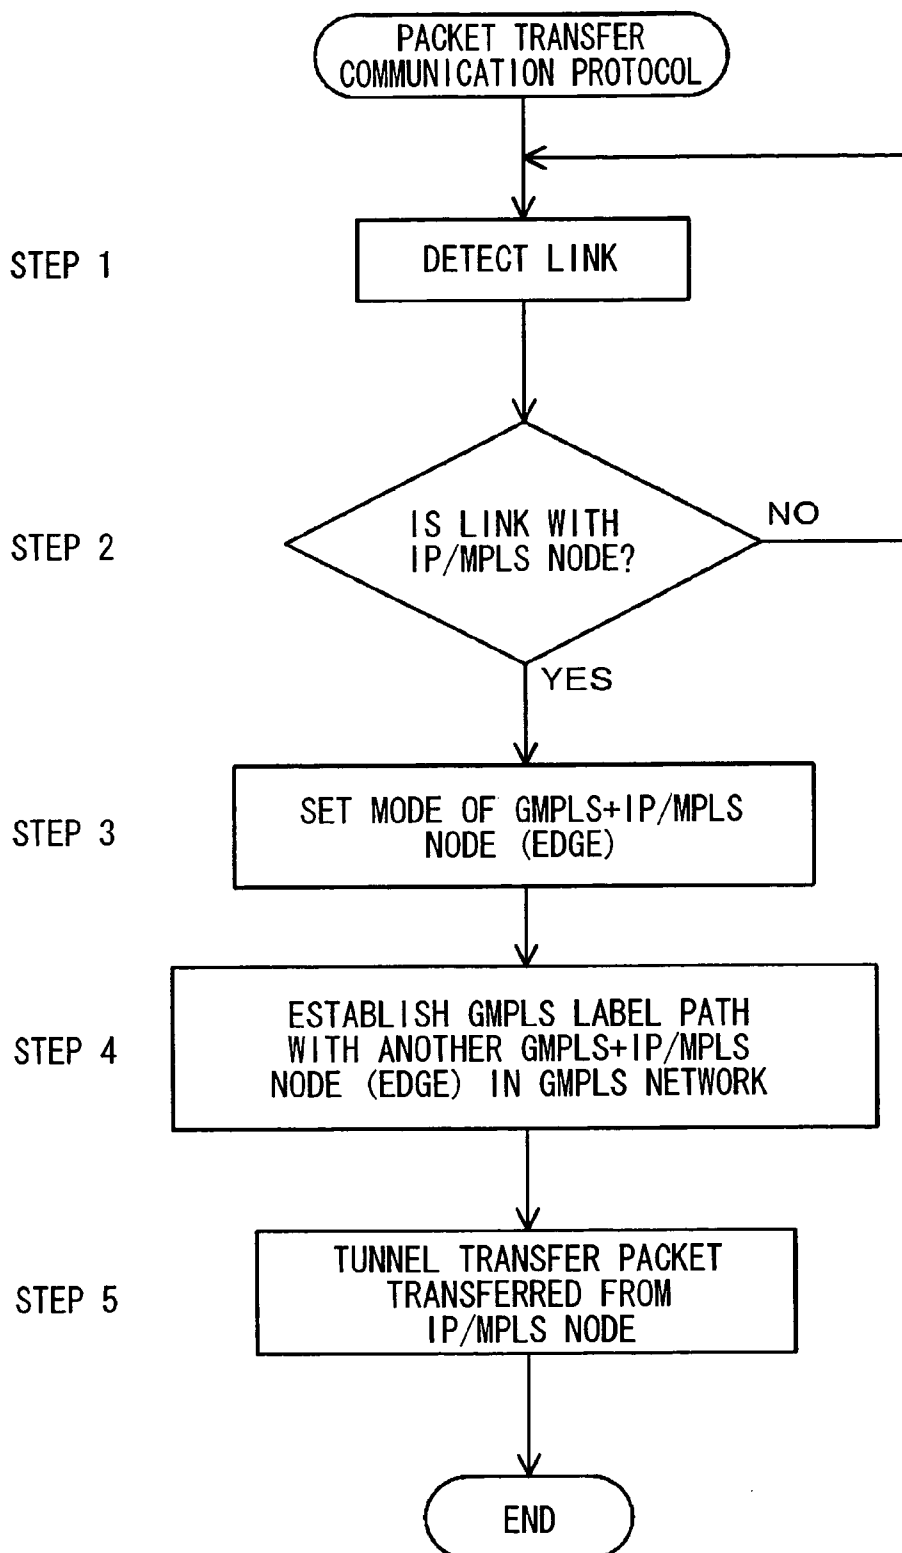 PACKET TRANSFER
COMMUNICATION PROTOCOL
STEP 1
DETECT LINK
STEP 2
IS LINK WITH
IP/MPLS NODE?
NO
YES
STEP 3
SET MODE OF GMPLS+IP/MPLS
NODE (EDGE)
STEP 4
ESTABLISH GMPLS LABEL PATH
WITH ANOTHER GMPLS+IP/MPLS
NODE (EDGE) IN GMPLS NETWORK
STEP 5
TUNNEL TRANSFER PACKET
TRANSFERRED FROM
IP/MPLS NODE
END